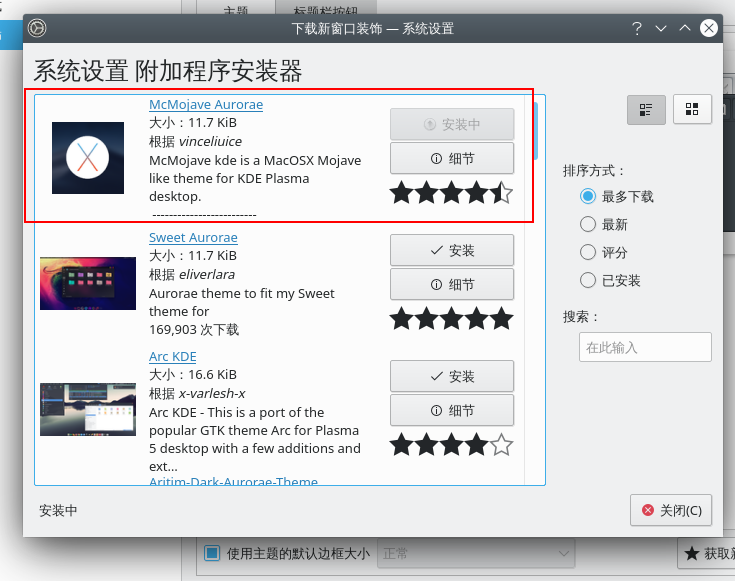 主题
标题栏按钮
下载新窗口装饰 — 系统设置
?
系统设置 附加程序安装器
McMojave Aurorae
大小：11.7 KiB
根据 vinceliuice
McMojave kde is a MacOSX Mojave
like theme for KDE Plasma
desktop.
-------------------------
安装中
细节
Sweet Aurorae
大小：11.7 KiB
根据 eliverlara
Aurorae theme to fit my Sweet
theme for
169,903 次下载
安装
细节
Arc KDE
大小：16.6 KiB
根据 x-varlesh-x
Arc KDE - This is a port of the
popular GTK theme Arc for Plasma
5 desktop with a few additions and
ext...
安装
细节
Aritim-Dark-Aurorae-Theme
排序方式：
最多下载
最新
评分
已安装
搜索：
在此输入
安装中
关闭(C)
使用主题的默认边框大小
正常
获取新